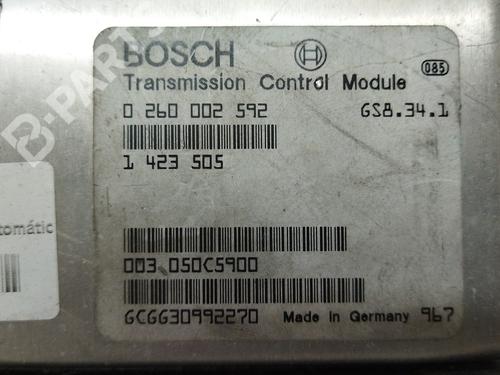 BOSCH
Transmission Control Module
085
0 260 002 592 GS8.34.1
1 423 505
003 050C5900
GCGG30992270 Made in Germany 967
omátic
B-PARTS